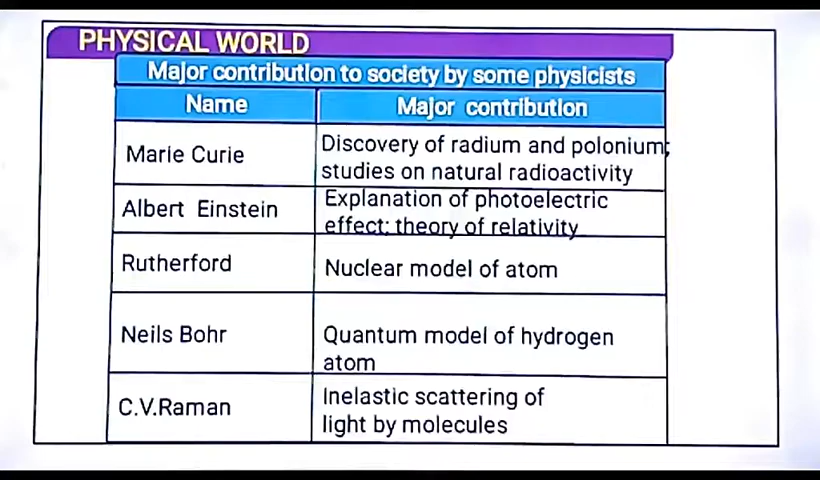 PHYSICAL WORLD
Major contribution to society by some physicists
Name Major contribution
Marie Curie Discovery of radium and polonium;
studies on natural radioactivity
Albert Einstein Explanation of photoelectric
effect; theory of relativity
Rutherford Nuclear model of atom
Neils Bohr Quantum model of hydrogen
atom
C.V.Raman Inelastic scattering of
light by molecules